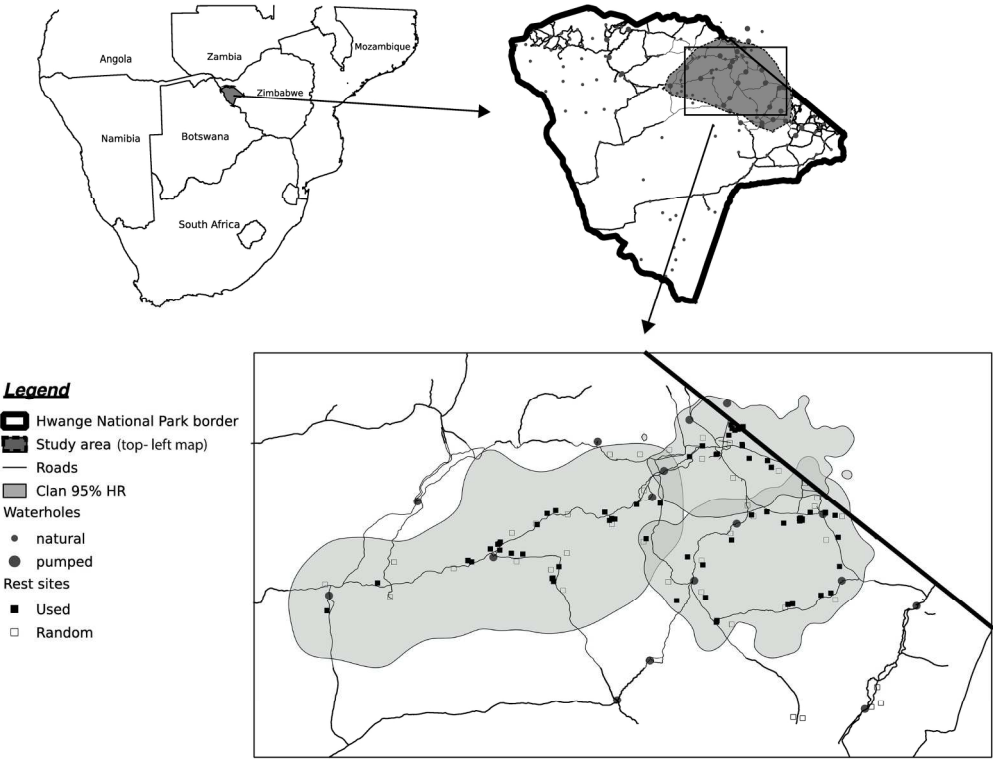 Angola
Zambia
Mozambique
Zimbabwe
Namibia
Botswana
South Africa
Legend
Hwange National Park border
Study area (top- left map)
Roads
Clan 95% HR
Waterholes
natural
pumped
Rest sites
Used
Random